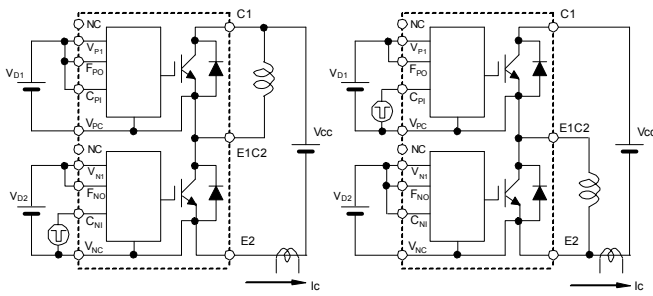 NC
VP1
FPO
CPI
VPC
VD1
C1
NC
VN1
FNO
CNI
VNC
VD2
E1C2
E2
Vcc
Ic
NC
VP1
FPO
CPI
VPC
VD1
C1
NC
VN1
FNO
CNI
VNC
VD2
E1C2
E2
Vcc
Ic